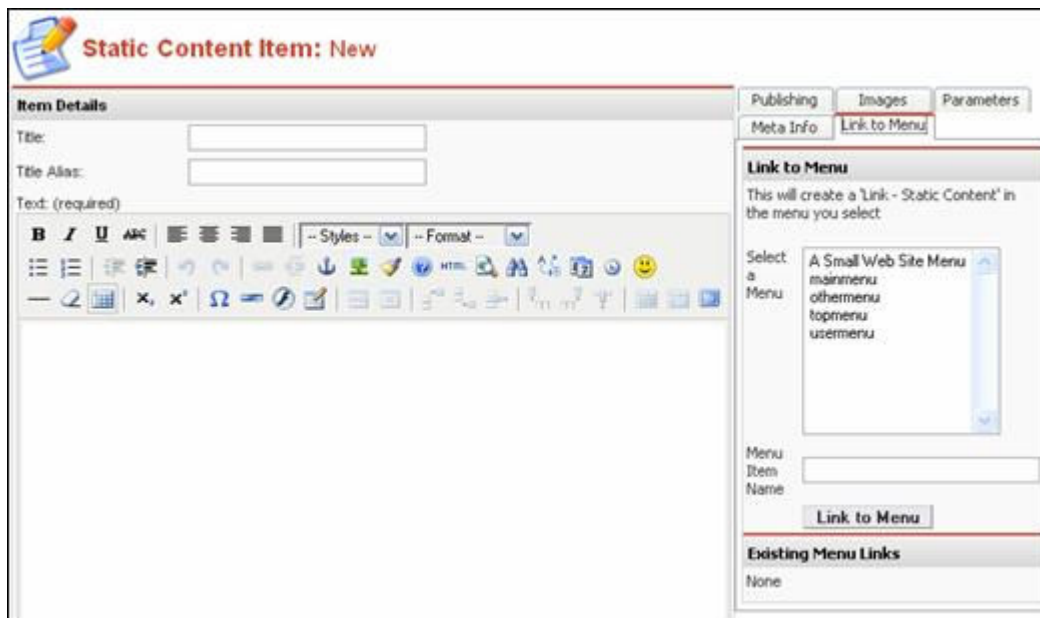 Static Content Item: New
Item Details
Title:
Title Alias:
Text: (required)
B I U ABC -- Styles -- -- Format --
HTML
Publishing Images Parameters
Meta Info Link to Menu
Link to Menu
This will create a 'Link - Static Content' in
the menu you select
Select
a
Menu
A Small Web Site Menu
mainmenu
othermenu
topmenu
usermenu
Menu
Item
Name
Link to Menu
Existing Menu Links
None